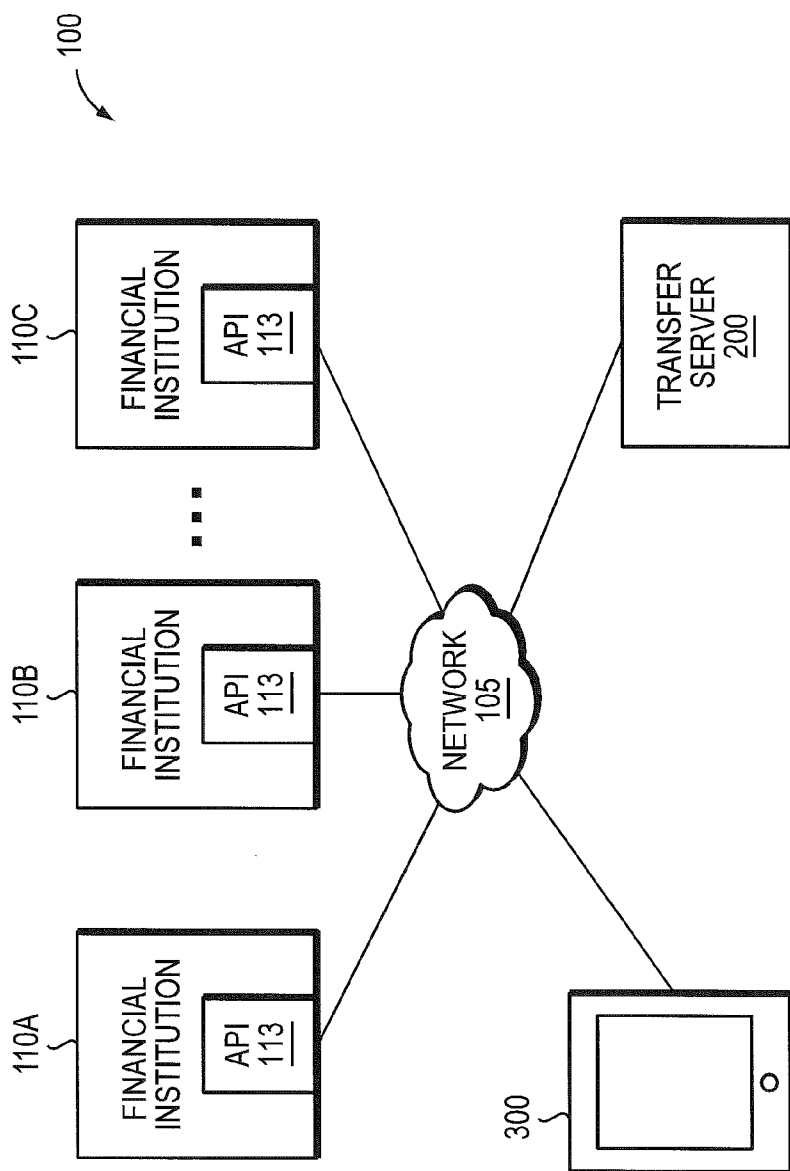 100
110A
110B
110C
FINANCIAL
INSTITUTION
API
113
FINANCIAL
INSTITUTION
API
113
FINANCIAL
INSTITUTION
API
113
NETWORK
105
300
TRANSFER
SERVER
200